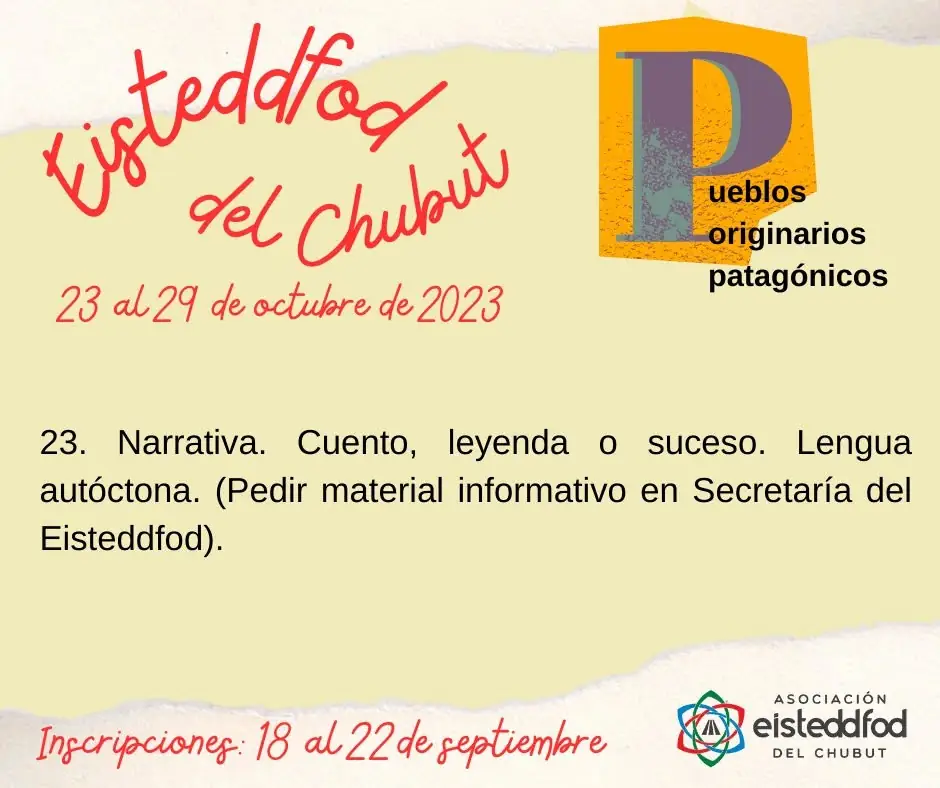 Eisteddfod
del Chubut
23 al 29 de octubre de 2023
Pueblos
originarios
patagónicos
23. Narrativa. Cuento, leyenda o suceso. Lengua
autóctona. (Pedir material informativo en Secretaría del
Eisteddfod).
Inscripciones: 18 al 22 de septiembre
ASOCIACIÓN
eisteddfod
DEL CHUBUT